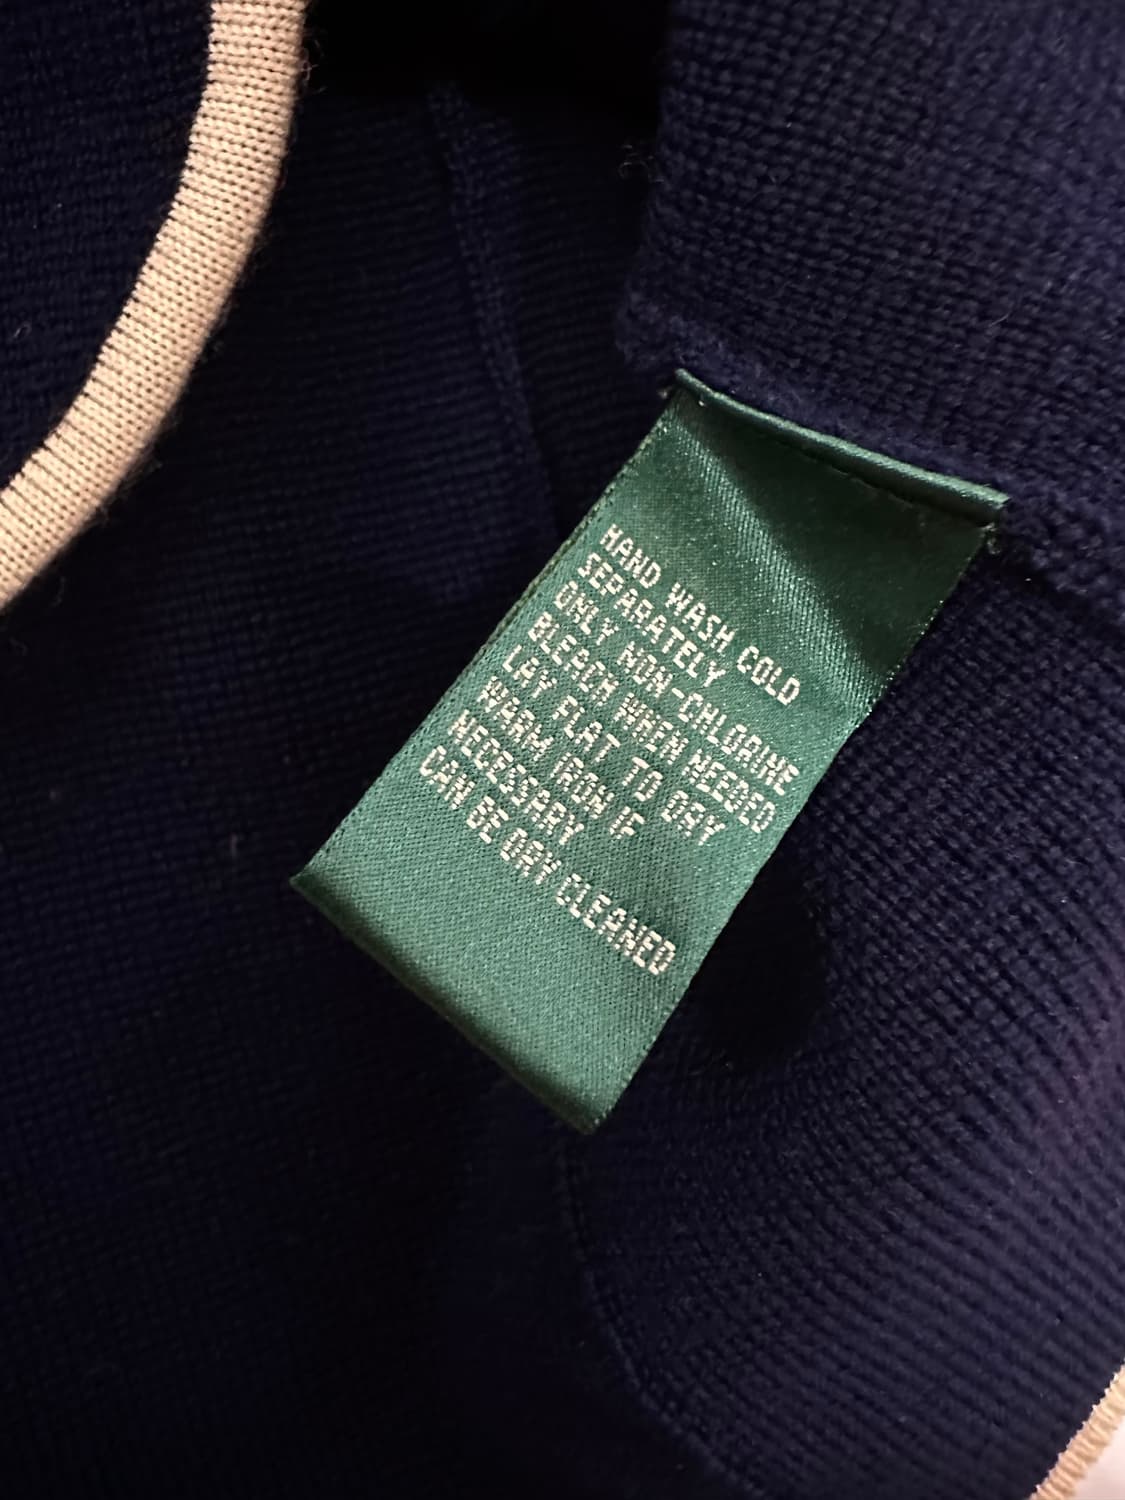 HAND WASH COLD
SEPARATELY
ONLY NON-CHLORINE
BLEACH WHEN NEEDED
LAY FLAT TO DRY
WARM IRON IF
NECESSARY
CAN BE DRY CLEANED